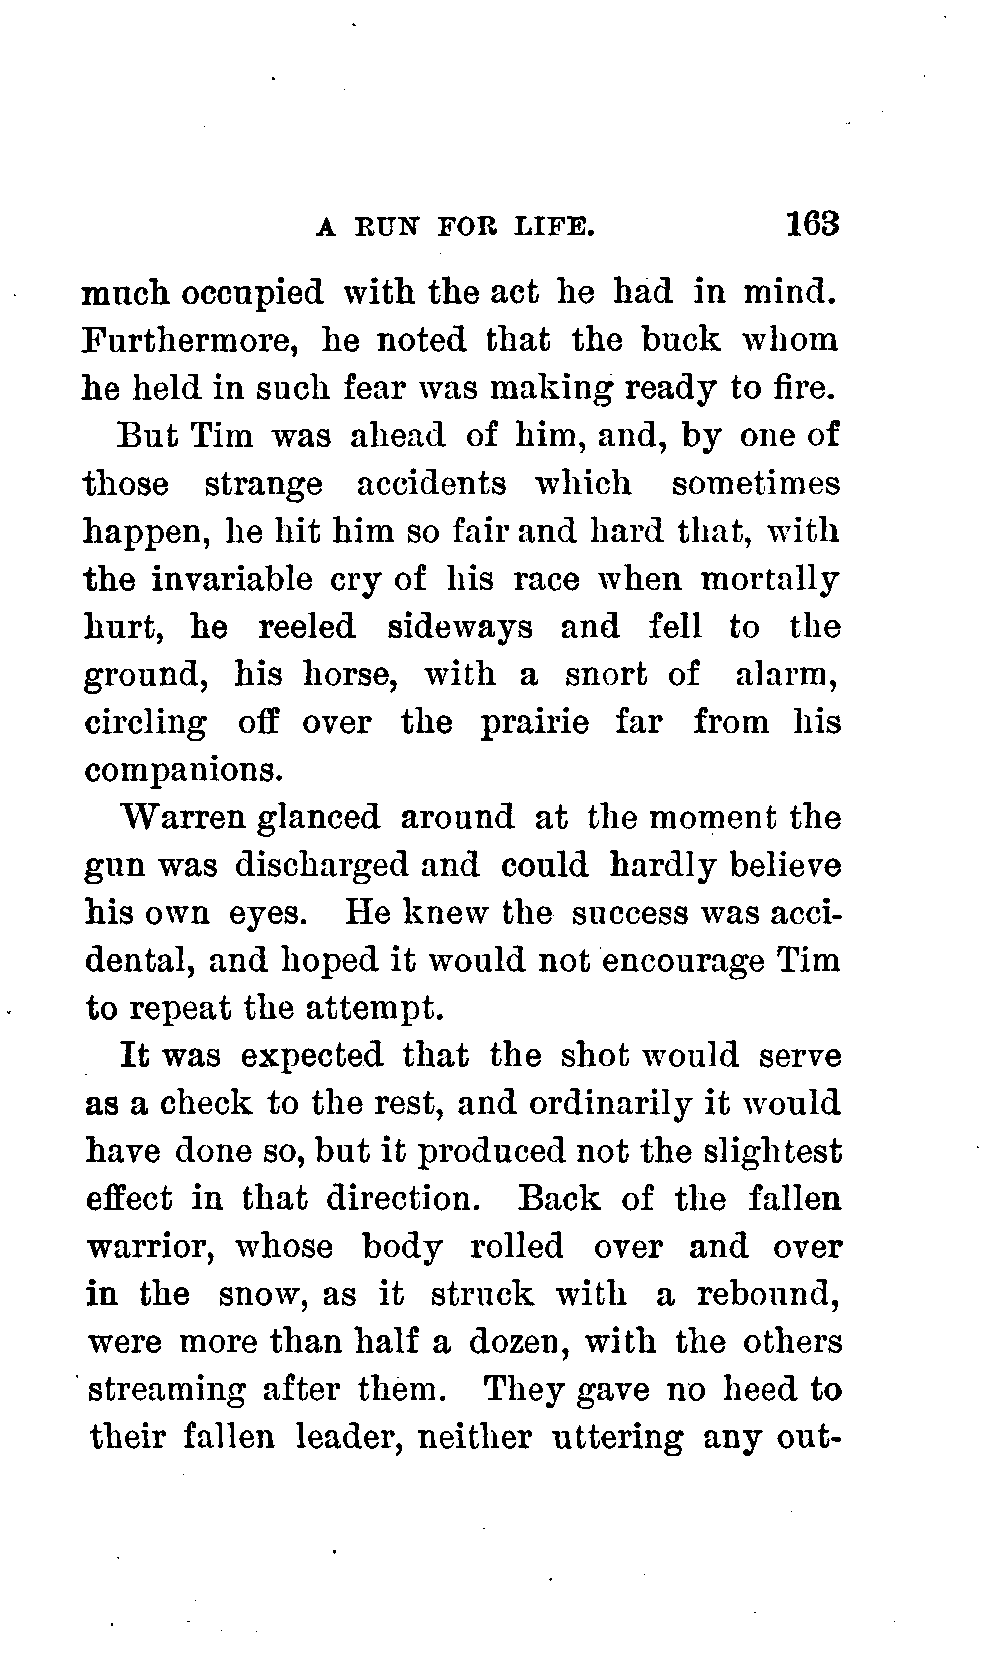 A RUN FOR LIFE. 163
much occupied with the act he had in mind.
Furthermore, he noted that the buck whom
he held in such fear was making ready to fire.
But Tim was ahead of him, and, by one of
those strange accidents which sometimes
happen, he hit him so fair and hard that, with
the invariable cry of his race when mortally
hurt, he reeled sideways and fell to the
ground, his horse, with a snort of alarm,
circling off over the prairie far from his
companions.
Warren glanced around at the moment the
gun was discharged and could hardly believe
his own eyes. He knew the success was acci-
dental, and hoped it would not encourage Tim
to repeat the attempt.
It was expected that the shot would serve
as a check to the rest, and ordinarily it would
have done so, but it produced not the slightest
effect in that direction. Back of the fallen
warrior, whose body rolled over and over
in the snow, as it struck with a rebound,
were more than half a dozen, with the others
streaming after them. They gave no heed to
their fallen leader, neither uttering any out-